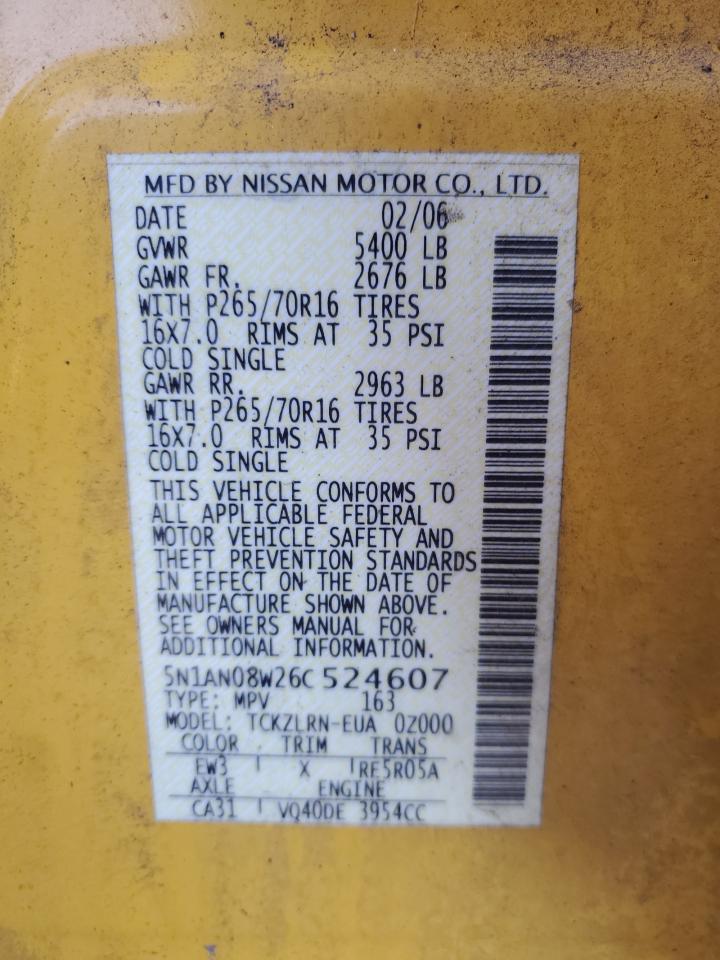 MFD BY NISSAN MOTOR CO., LTD.
DATE 02/06
GVWR 5400 LB
GAWR FR. 2676 LB
WITH P265/70R16 TIRES
16X7.0 RIMS AT 35 PSI
COLD SINGLE
GAWR RR. 2963 LB
WITH P265/70R16 TIRES
16X7.0 RIMS AT 35 PSI
COLD SINGLE
THIS VEHICLE CONFORMS TO
ALL APPLICABLE FEDERAL
MOTOR VEHICLE SAFETY AND
THEFT PREVENTION STANDARDS
IN EFFECT ON THE DATE OF
MANUFACTURE SHOWN ABOVE.
SEE OWNERS MANUAL FOR
ADDITIONAL INFORMATION.
5N1AN08W26C524607
TYPE: MPV 163
MODEL: TCKZLRN-EUA 0Z000
COLOR TRIM TRANS
EW3 X RE5R05A
AXLE ENGINE
CA31 VQ40DE 3954CC